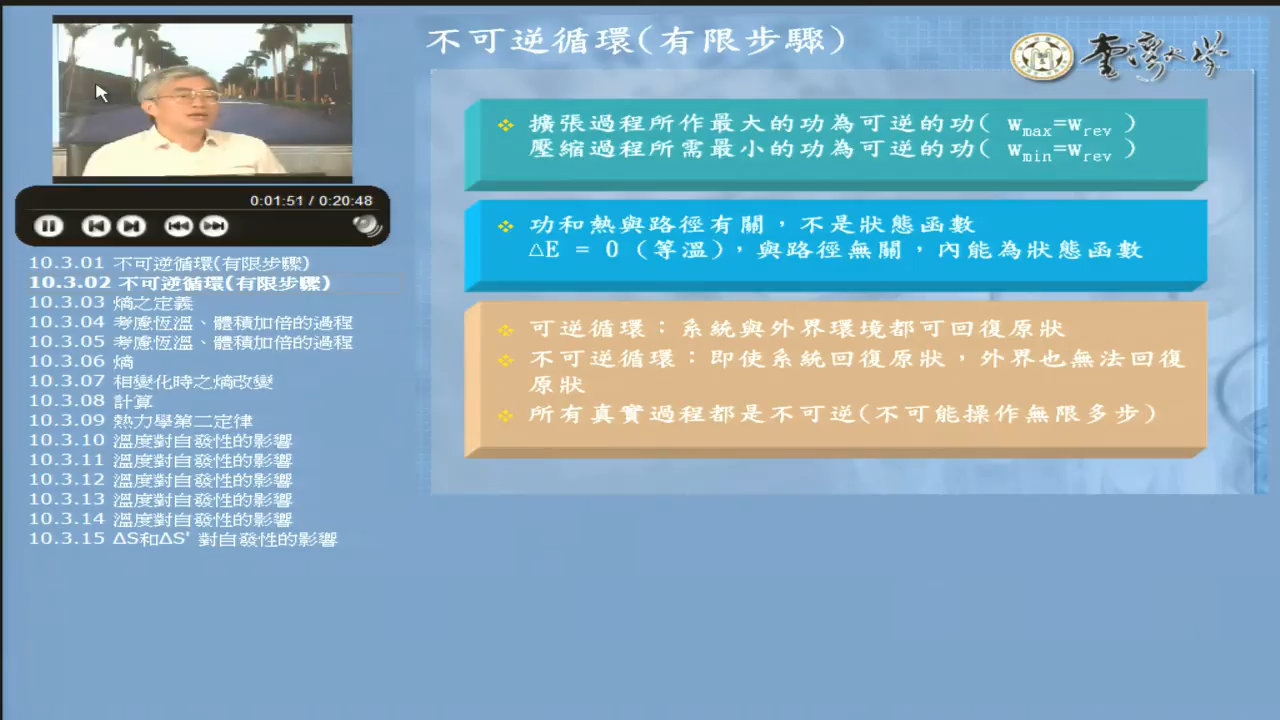 不可逆循環(有限步驟)
臺灣大學
擴張過程所作最大的功為可逆的功( wmax=wrev )
壓縮過程所需最小的功為可逆的功( wmin=wrev )
功和熱與路徑有關，不是狀態函數
△E = 0 (等溫)，與路徑無關，內能為狀態函數
可逆循環：系統與外界環境都可回復原狀
不可逆循環：即使系統回復原狀，外界也無法回復
原狀
所有真實過程都是不可逆(不可能操作無限多步)
0:01:51 / 0:20:48
10.3.01 不可逆循環(有限步驟)
10.3.02 不可逆循環(有限步驟)
10.3.03 熵之定義
10.3.04 考慮恆溫、體積加倍的過程
10.3.05 考慮恆溫、體積加倍的過程
10.3.06 熵
10.3.07 相變化時之熵改變
10.3.08 計算
10.3.09 熱力學第二定律
10.3.10 溫度對自發性的影響
10.3.11 溫度對自發性的影響
10.3.12 溫度對自發性的影響
10.3.13 溫度對自發性的影響
10.3.14 溫度對自發性的影響
10.3.15 ΔS和ΔS' 對自發性的影響